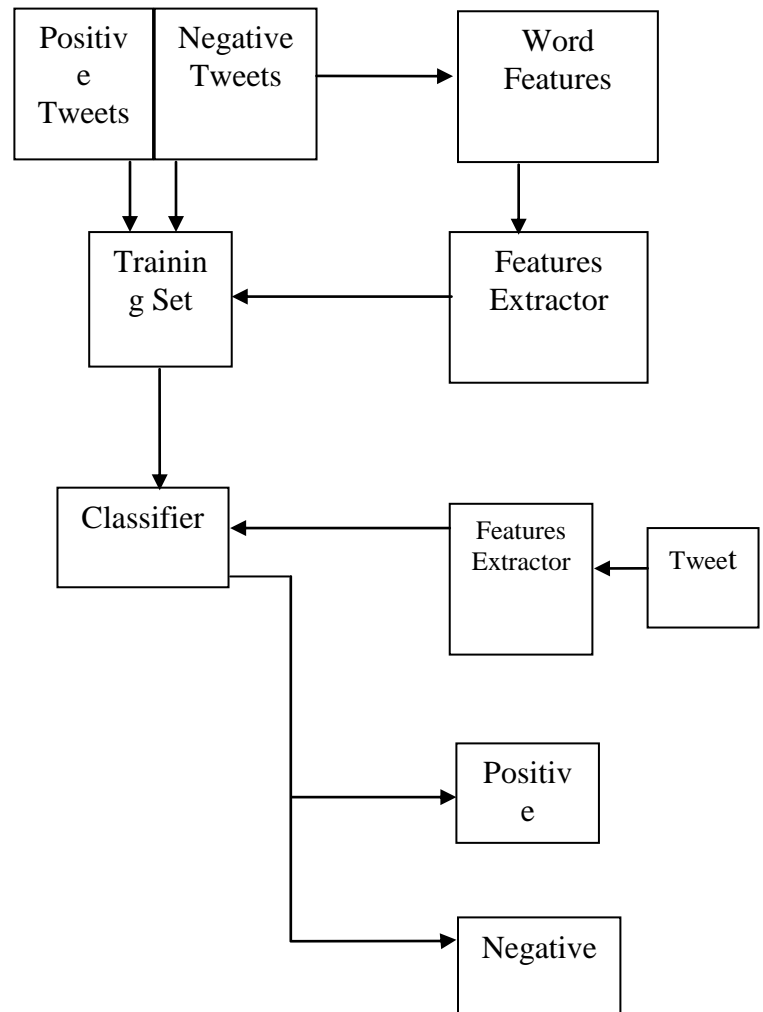 Positiv
e
Tweets
Negative
Tweets
Word
Features
Trainin
g Set
Features
Extractor
Classifier
Features
Extractor
Tweet
Positiv
e
Negative